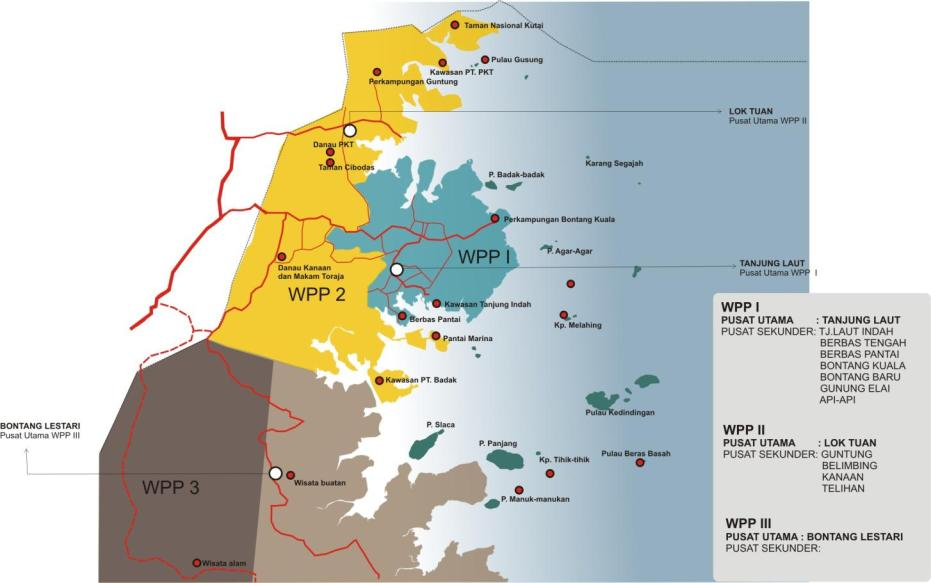 Taman Nasional Kutai
Pulau Gusung
Kawasan PT. PKT
Perkampungan Guntung
LOK TUAN
Pusat Utama WPP II
Danau PKT
Taman Cibodas
Karang Segajah
P. Badak-badak
Perkampungan Bontang Kuala
WPP I
P. Agar-Agar
TANJUNG LAUT
Pusat Utama WPP I
Danau Kanaan
dan Makam Toraja
WPP 2
Kawasan Tanjung Indah
Berbas Pantai
Kp. Melahing
Pantai Marina
Kawasan PT. Badak
Pulau Kedindingan
P. Slaca
P. Panjang
Kp. Tihik-tihik
Pulau Beras Basah
P. Manuk-manukan
BONTANG LESTARI
Pusat Utama WPP III
WPP 3
Wisata buatan
Wisata alam
WPP I
PUSAT UTAMA : TANJUNG LAUT
PUSAT SEKUNDER: TJ.LAUT INDAH
BERBAS TENGAH
BERBAS PANTAI
BONTANG KUALA
BONTANG BARU
GUNUNG ELAI
API-API
WPP II
PUSAT UTAMA : LOK TUAN
PUSAT SEKUNDER: GUNTUNG
BELIMBING
KANAAN
TELIHAN
WPP III
PUSAT UTAMA : BONTANG LESTARI
PUSAT SEKUNDER: